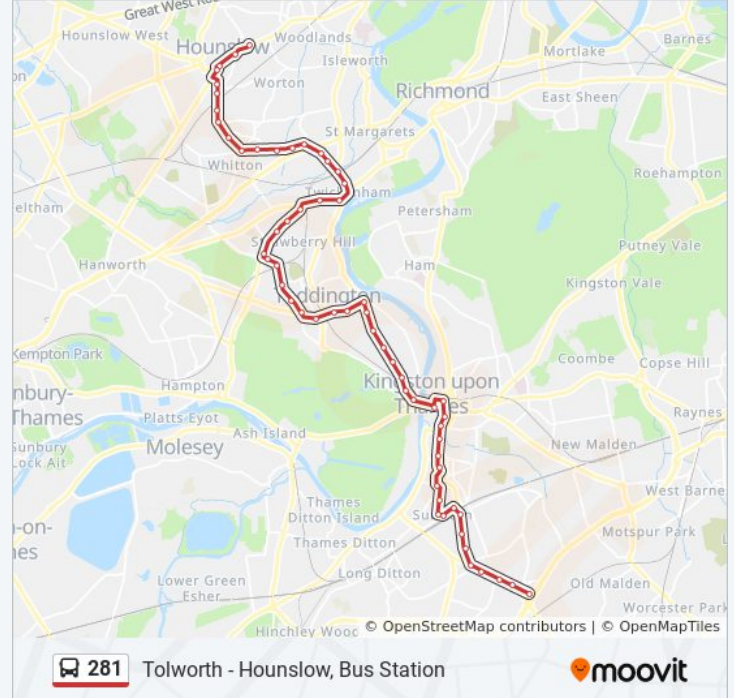 Great West Ro
Hounslow West
Hounslow
Woodlands
Isleworth
Barnes
Mortlake
Worton
Richmond
East Sheen
St Margarets
Whitton
Roehampton
Twickenham
eltham
Petersham
Strawberry Hill
Putney Vale
Hanworth
Ham
Kingston Vale
Teddington
Kempton Park
Coombe
Copse Hill
Hampton
Kingston upon
Thames
nbury-
Thames
Platts Eyot
Raynes
Ash Island
Sunbury
Lock Ait
Molesey
New Malden
West Barne
Thames
Ditton Island
Motspur Park
-on-
nes
Thames Ditton
Long Ditton
Lower Green
Esher
Old Malden
Worcester Park
Hinchley Wood
© OpenStreetMap contributors | © OpenMapTiles
281 Tolworth - Hounslow, Bus Station
moovit